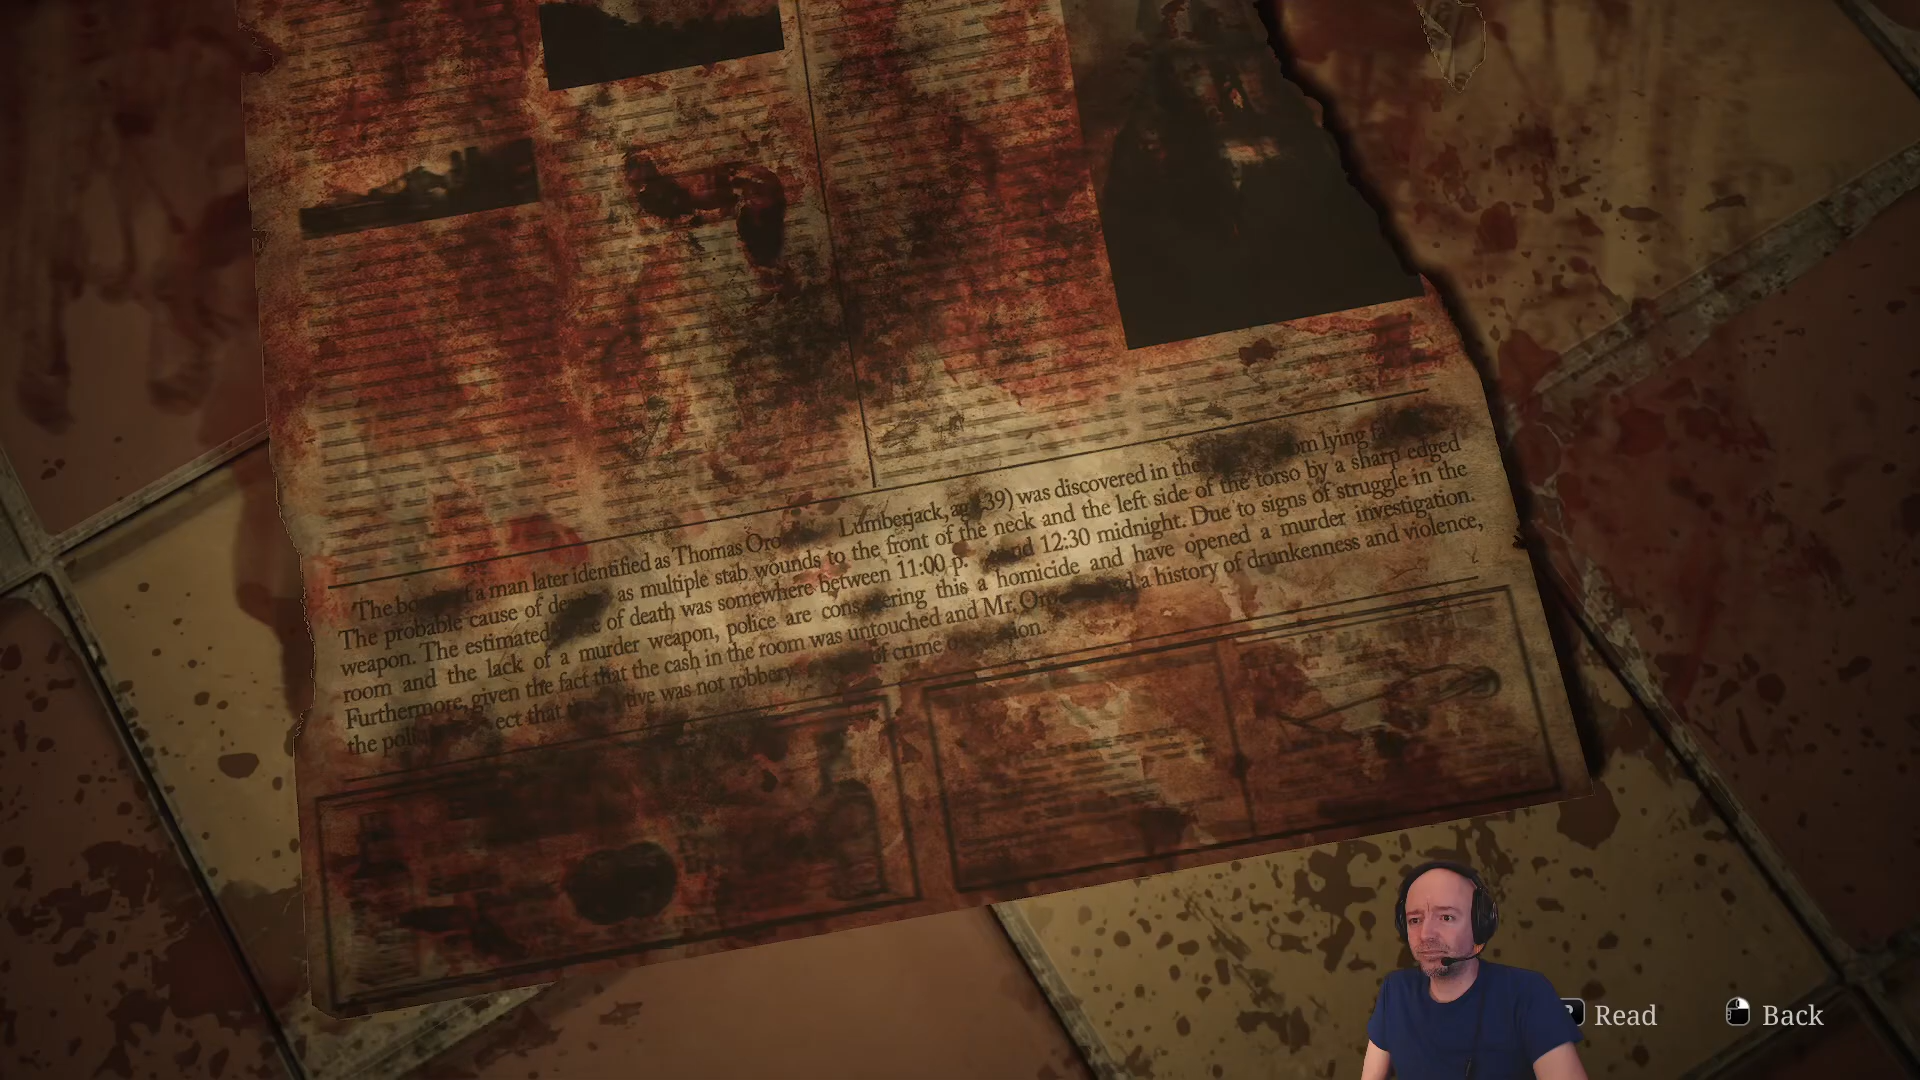 The bo f a man later identified as Thomas Oro Lumberjack, ag 39) was discovered in the om lying f
The probable cause of de as multiple stab wounds to the front of the neck and the left side of the torso by a sharp edged
weapon. The estimated e of death was somewhere between 11:00 p. and 12:30 midnight. Due to signs of struggle in the
room and the lack of a murder weapon, police are considering this a homicide and have opened a murder investigation.
Furthermore, given the fact that the cash in the room was untouched and Mr. Oro d a history of drunkenness and violence,
the police ect that tive was not robbery of crime o ion.
Read
Back